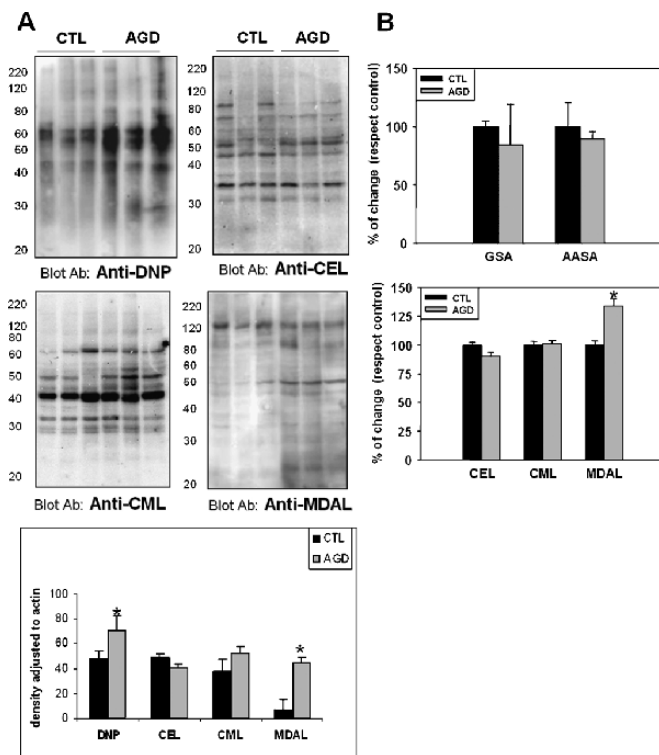 A
CTL AGD
220
120
80
60
50
40
30
20
Blot Ab: Anti-DNP
220
120
80
60
50
40
30
20
Blot Ab: Anti-CEL
220
120
80
60
50
40
30
20
Blot Ab: Anti-CML
CTL AGD
220
120
80
60
50
40
30
20
Blot Ab: Anti-MDAL
CTL
AGD
density adjusted to actin
100
80
60
40
20
0
* *
DNP CEL CML MDAL
B
CTL
AGD
% of change (respect control)
150
100
50
0
GSA AASA
CTL
AGD
% of change (respect control)
150
125
100
75
50
25
0
*
CEL CML MDAL